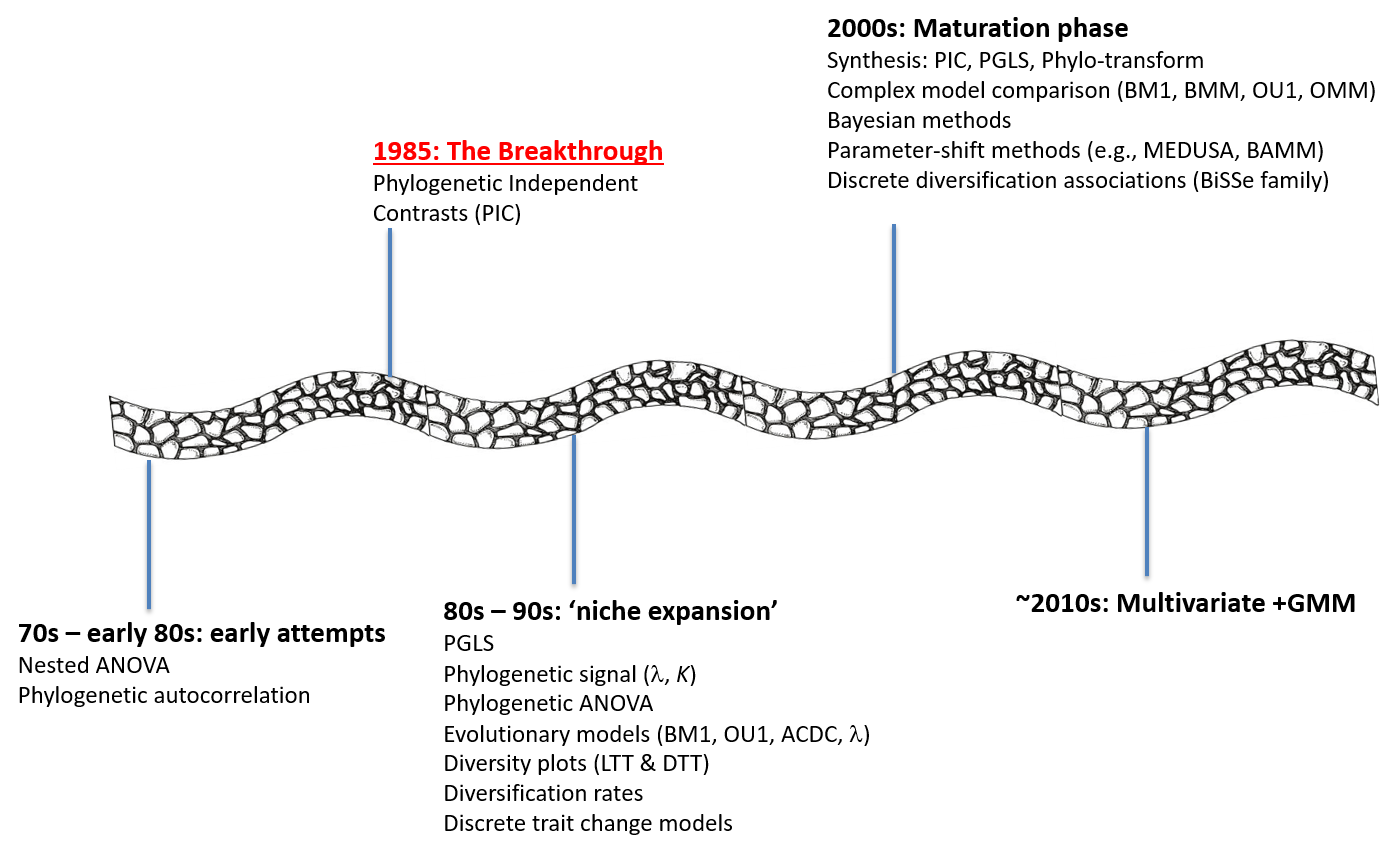 2000s: Maturation phase
Synthesis: PIC, PGLS, Phylo-transform
Complex model comparison (BM1, BMM, OU1, OMM)
Bayesian methods
Parameter-shift methods (e.g., MEDUSA, BAMM)
Discrete diversification associations (BiSSe family)
1985: The Breakthrough
Phylogenetic Independent
Contrasts (PIC)
70s – early 80s: early attempts
Nested ANOVA
Phylogenetic autocorrelation
80s – 90s: ‘niche expansion’
PGLS
Phylogenetic signal (λ, K)
Phylogenetic ANOVA
Evolutionary models (BM1, OU1, ACDC, λ)
Diversity plots (LTT & DTT)
Diversification rates
Discrete trait change models
~2010s: Multivariate +GMM